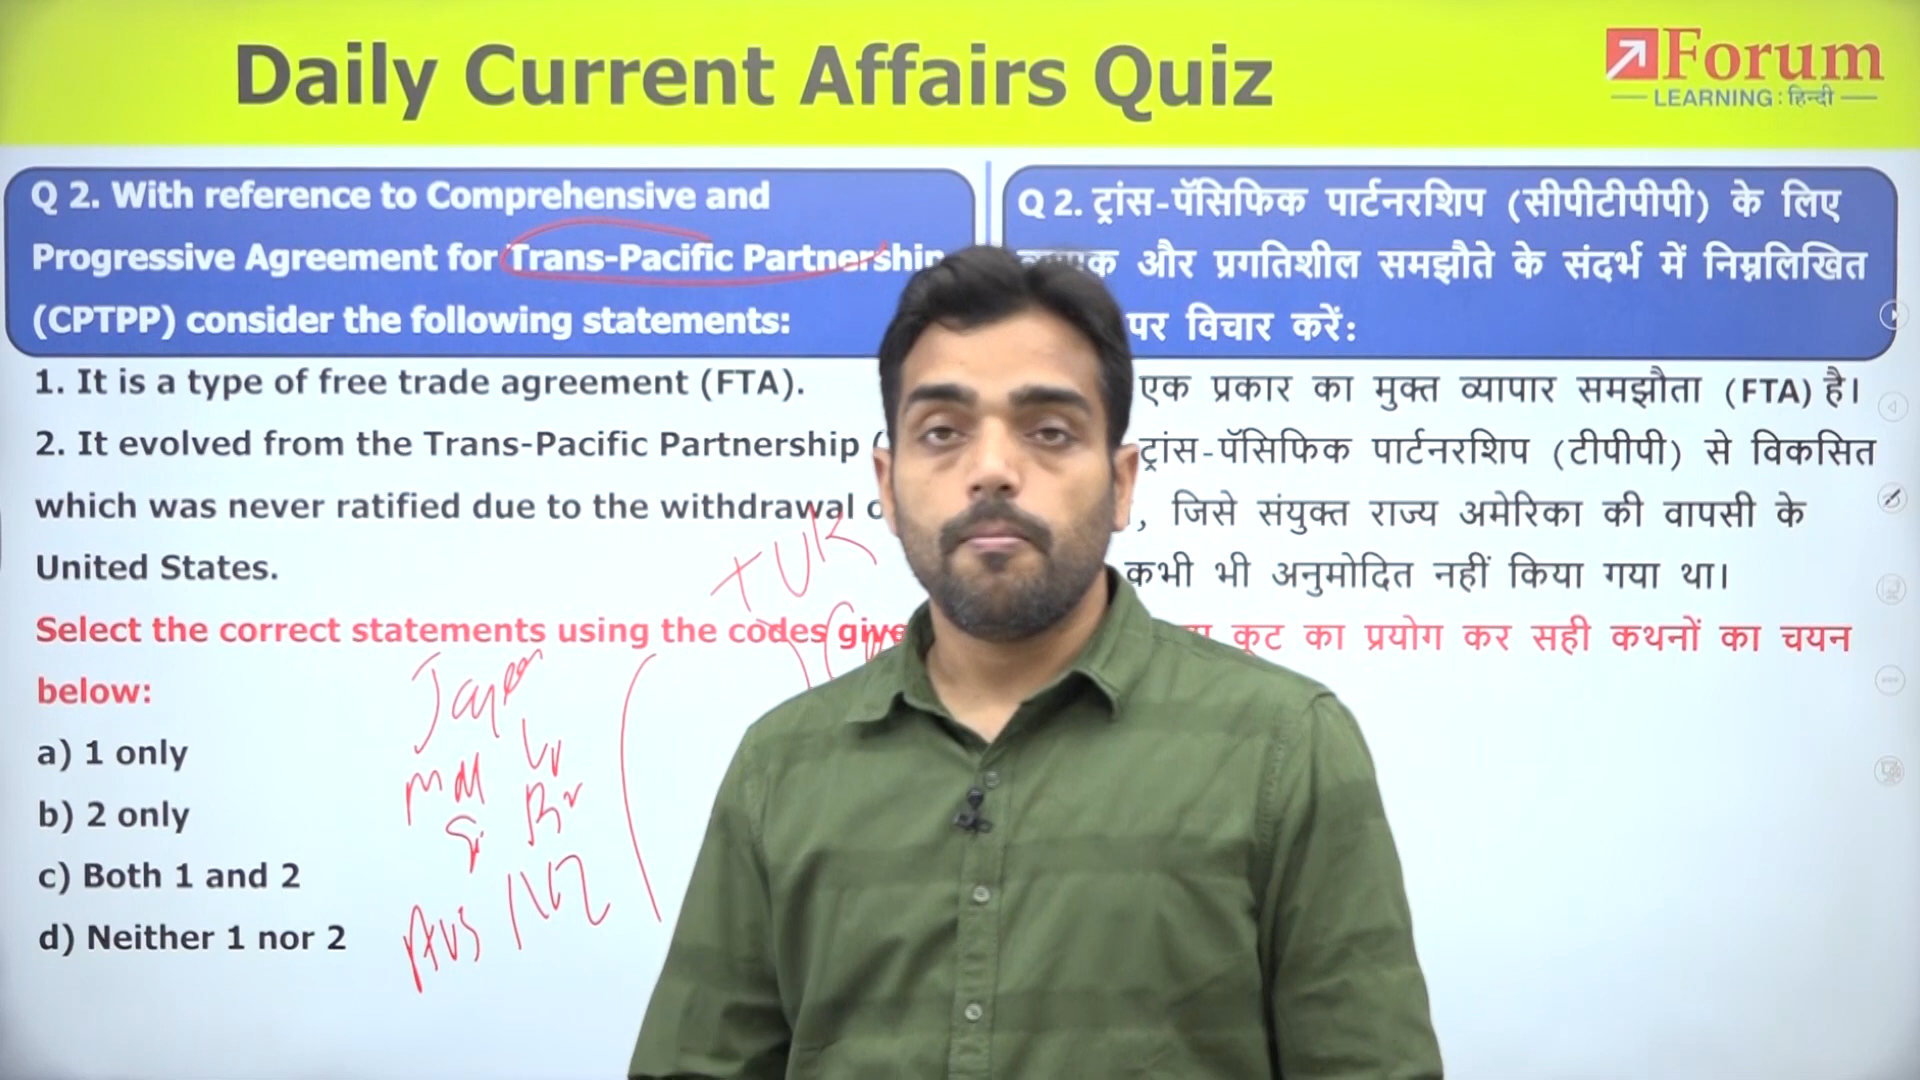 Daily Current Affairs Quiz
Forum
LEARNING : हिन्दी
Q 2. With reference to Comprehensive and
Progressive Agreement for Trans-Pacific Partnership
(CPTPP) consider the following statements:
1. It is a type of free trade agreement (FTA).
2. It evolved from the Trans-Pacific Partnership (
which was never ratified due to the withdrawal o
United States.
Select the correct statements using the codes give
below:
a) 1 only
b) 2 only
c) Both 1 and 2
d) Neither 1 nor 2
Q 2. ट्रांस-पॅसिफिक पार्टनरशिप (सीपीटीपीपी) के लिए
और प्रगतिशील समझौते के संदर्भ में निम्नलिखित
पर विचार करें:
एक प्रकार का मुक्त व्यापार समझौता (FTA) है।
ट्रांस-पॅसिफिक पार्टनरशिप (टीपीपी) से विकसित
, जिसे संयुक्त राज्य अमेरिका की वापसी के
कभी भी अनुमोदित नहीं किया गया था।
कूट का प्रयोग कर सही कथनों का चयन
+UK
Japan
Br
Aus NZ